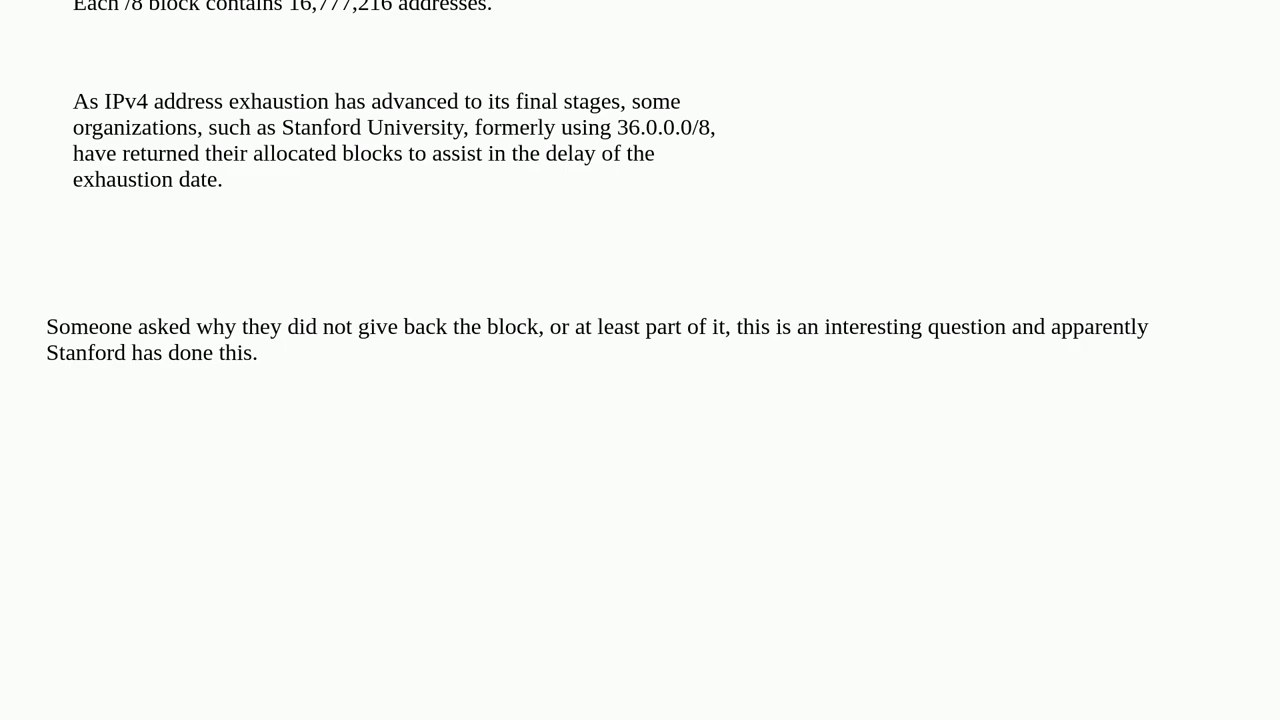 Each /8 block contains 16,777,216 addresses.
As IPv4 address exhaustion has advanced to its final stages, some
organizations, such as Stanford University, formerly using 36.0.0.0/8,
have returned their allocated blocks to assist in the delay of the
exhaustion date.
Someone asked why they did not give back the block, or at least part of it, this is an interesting question and apparently
Stanford has done this.